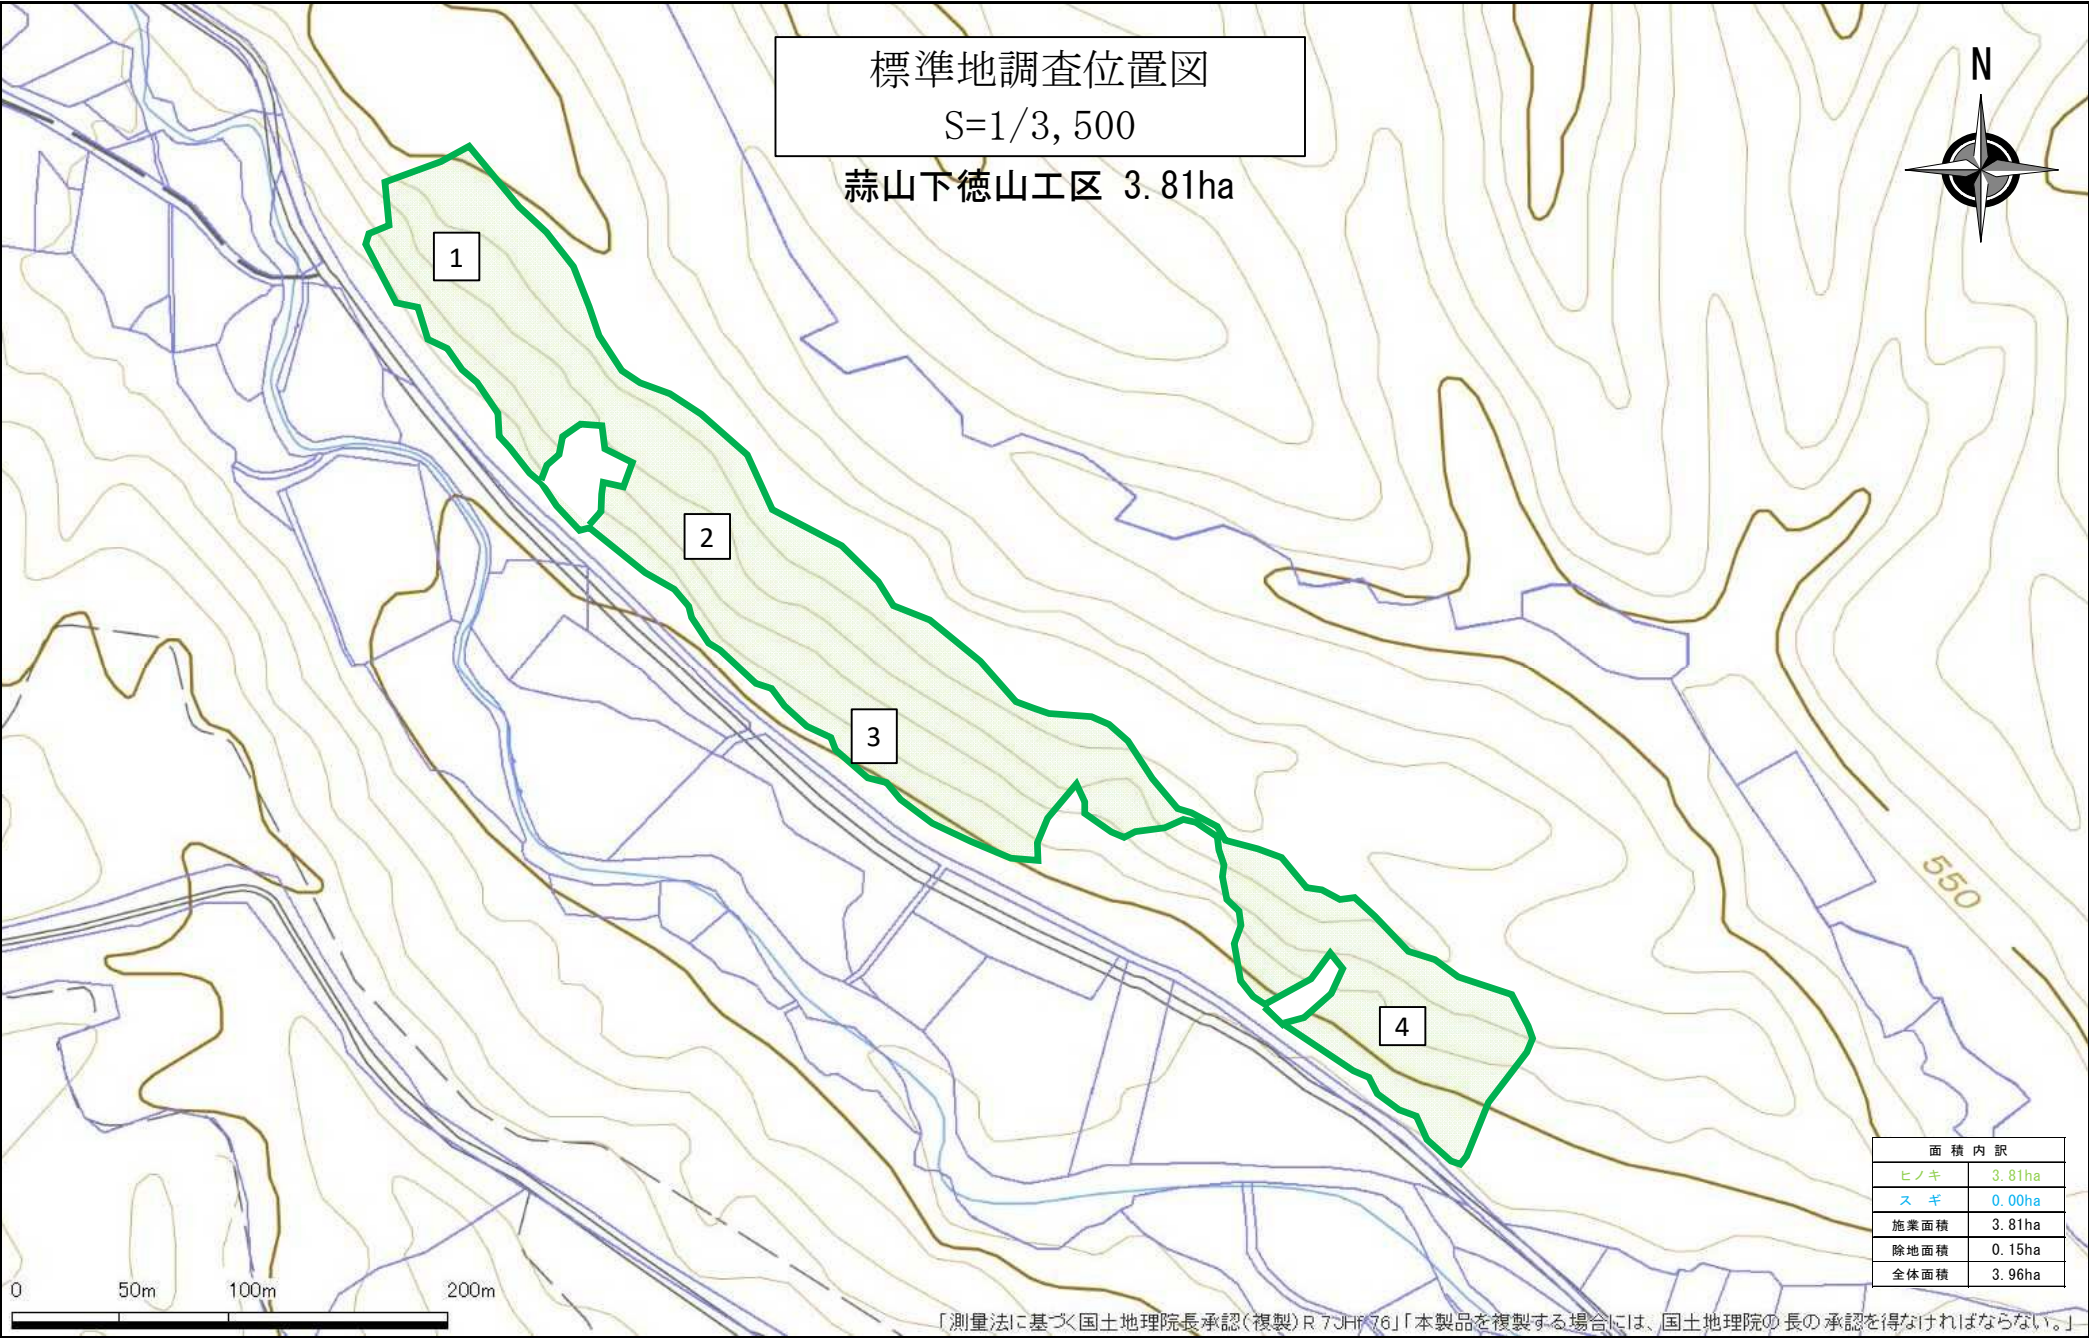 標準地調査位置図
S=1/3,500
蒜山下徳山工区 3.81ha
N
1
2
3
4
550
面積内訳
ヒノキ 3.81ha
スギ 0.00ha
施業面積 3.81ha
除地面積 0.15ha
全体面積 3.96ha
0 50m 100m 200m
「測量法に基づく国土地理院長承認(複製)R 7JHf 76」「本製品を複製する場合には、国土地理院の長の承認を得なければならない。」